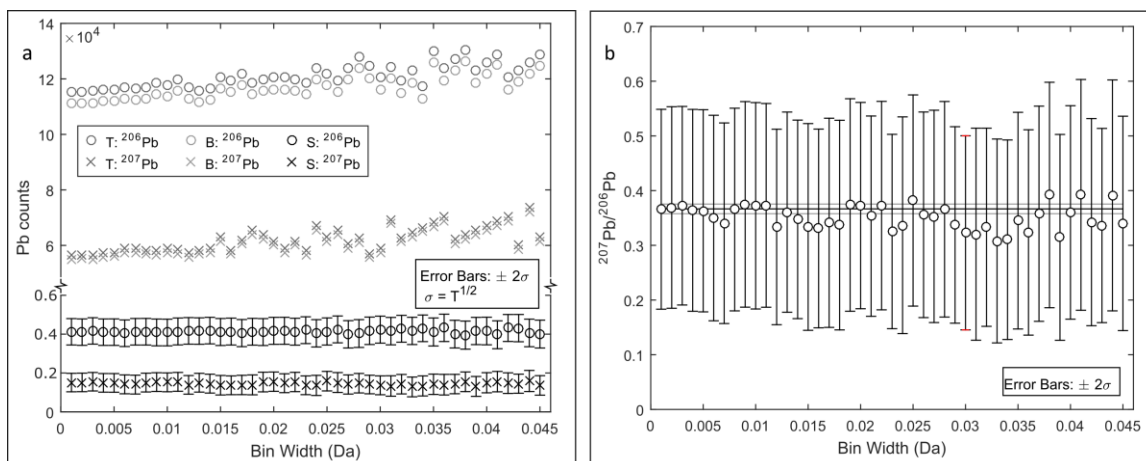 a
× 10⁴
14
12
10
8
6
0.6
0.4
0.2
0
Pb counts
T: ²⁰⁶Pb B: ²⁰⁶Pb S: ²⁰⁶Pb
T: ²⁰⁷Pb B: ²⁰⁷Pb S: ²⁰⁷Pb
Error Bars: ± 2σ
σ = T^1/2
0 0.005 0.01 0.015 0.02 0.025 0.03 0.035 0.04 0.045
Bin Width (Da)
b
0.7
0.6
0.5
0.4
0.3
0.2
0.1
0
²⁰⁷Pb/²⁰⁶Pb
Error Bars: ± 2σ
0 0.005 0.01 0.015 0.02 0.025 0.03 0.035 0.04 0.045
Bin Width (Da)